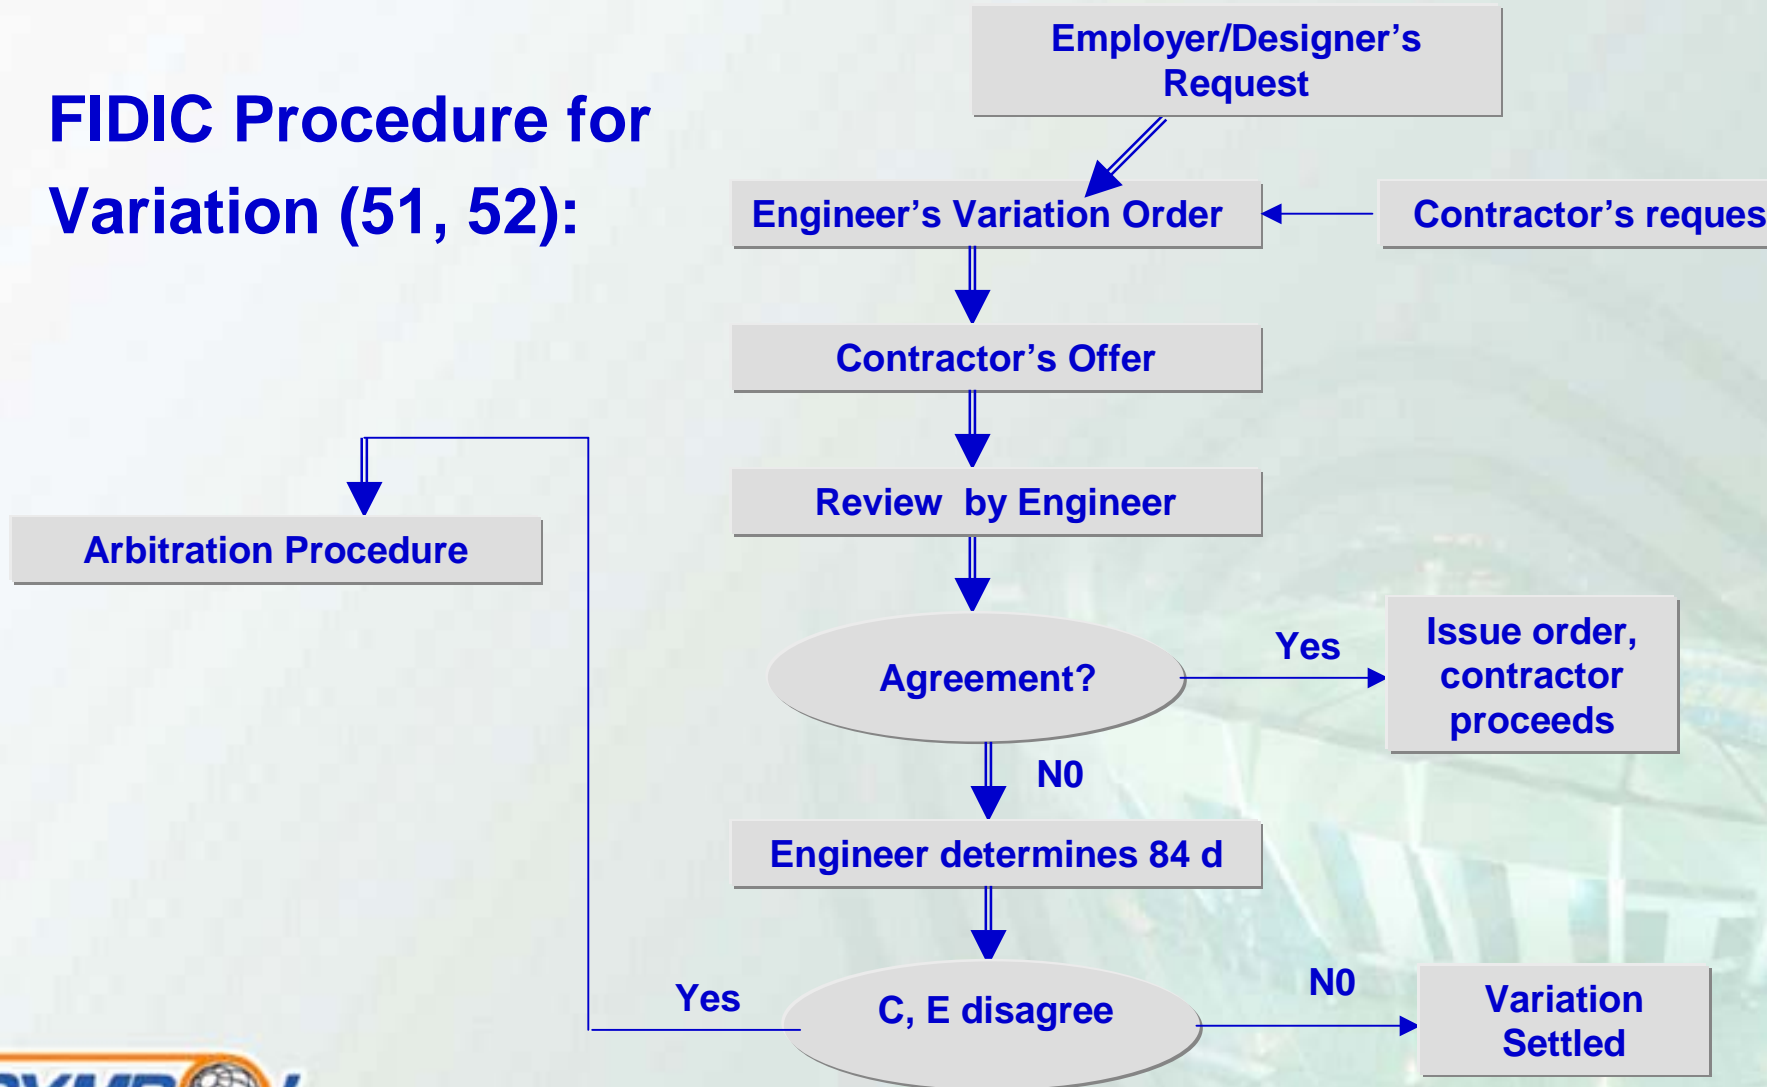 FIDIC Procedure for
Variation (51, 52):
Employer/Designer’s
Request
Engineer’s Variation Order
Contractor’s reques
Contractor’s Offer
Review by Engineer
Arbitration Procedure
Agreement?
Yes
Issue order,
contractor
proceeds
N0
Engineer determines 84 d
Yes
C, E disagree
N0
Variation
Settled